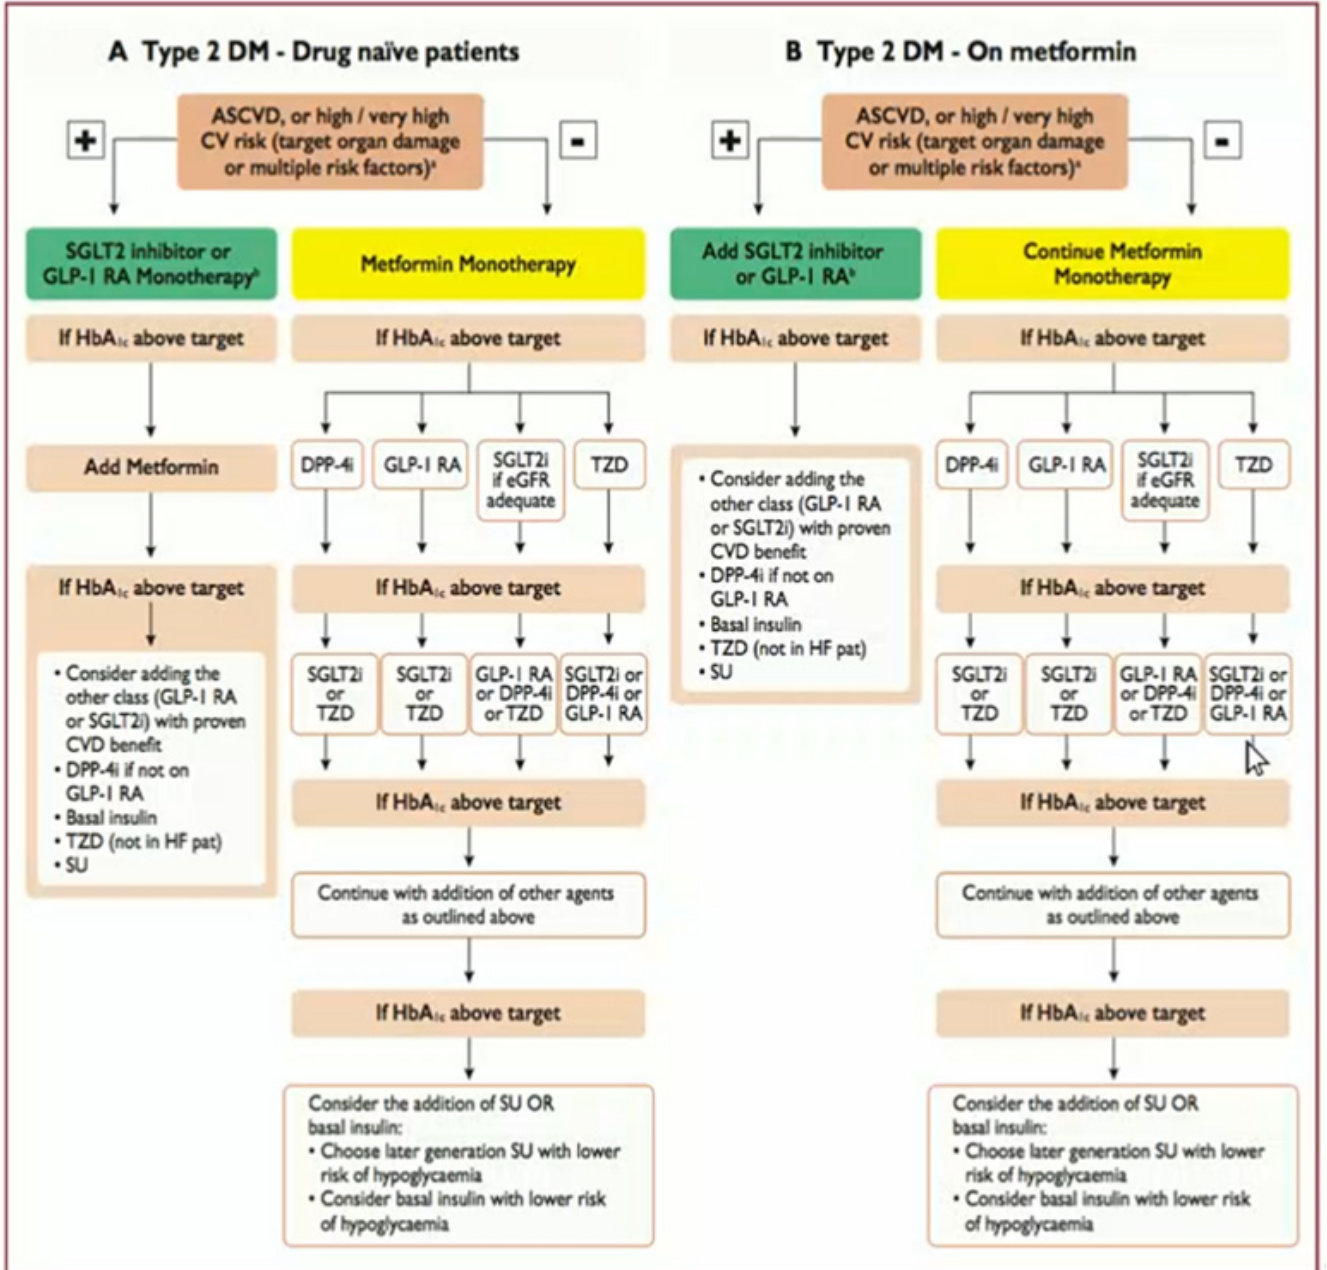 A Type 2 DM - Drug naïve patients
+
ASCVD, or high / very high
CV risk (target organ damage
or multiple risk factors)ᵃ
-
SGLT2 inhibitor or
GLP-1 RA Monotherapyᵇ
Metformin Monotherapy
If HbA₁c above target
If HbA₁c above target
Add Metformin
DPP-4i
GLP-1 RA
SGLT2i
if eGFR
adequate
TZD
If HbA₁c above target
If HbA₁c above target
• Consider adding the
other class (GLP-1 RA
or SGLT2i) with proven
CVD benefit
• DPP-4i if not on
GLP-1 RA
• Basal insulin
• TZD (not in HF pat)
• SU
SGLT2i
or
TZD
SGLT2i
or
TZD
GLP-1 RA
or DPP-4i
or TZD
SGLT2i or
DPP-4i or
GLP-1 RA
If HbA₁c above target
Continue with addition of other agents
as outlined above
If HbA₁c above target
Consider the addition of SU OR
basal insulin:
• Choose later generation SU with lower
risk of hypoglycaemia
• Consider basal insulin with lower risk
of hypoglycaemia
B Type 2 DM - On metformin
+
ASCVD, or high / very high
CV risk (target organ damage
or multiple risk factors)ᵃ
-
Add SGLT2 inhibitor
or GLP-1 RAᵇ
Continue Metformin
Monotherapy
If HbA₁c above target
If HbA₁c above target
• Consider adding the
other class (GLP-1 RA
or SGLT2i) with proven
CVD benefit
• DPP-4i if not on
GLP-1 RA
• Basal insulin
• TZD (not in HF pat)
• SU
DPP-4i
GLP-1 RA
SGLT2i
if eGFR
adequate
TZD
If HbA₁c above target
SGLT2i
or
TZD
SGLT2i
or
TZD
GLP-1 RA
or DPP-4i
or TZD
SGLT2i or
DPP-4i or
GLP-1 RA
If HbA₁c above target
Continue with addition of other agents
as outlined above
If HbA₁c above target
Consider the addition of SU OR
basal insulin:
• Choose later generation SU with lower
risk of hypoglycaemia
• Consider basal insulin with lower risk
of hypoglycaemia